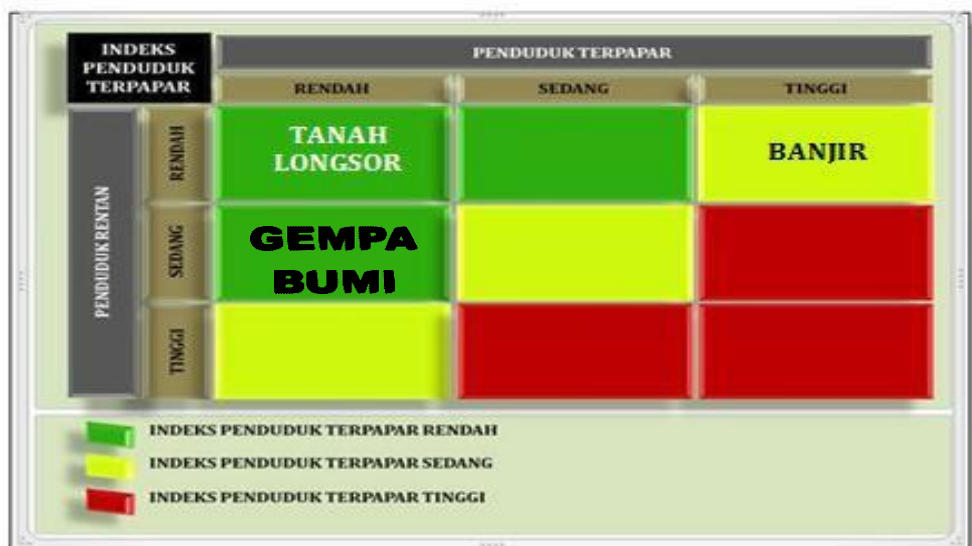 INDEKS
PENDUDUK
TERPAPAR
PENDUDUK TERPAPAR
RENDAH
SEDANG
TINGGI
PENDUDUK RENTAN
RENDAH
TANAH
LONGSOR
BANJIR
SEDANG
GEMPA
BUMI
TINGGI
INDEKS PENDUDUK TERPAPAR RENDAH
INDEKS PENDUDUK TERPAPAR SEDANG
INDEKS PENDUDUK TERPAPAR TINGGI